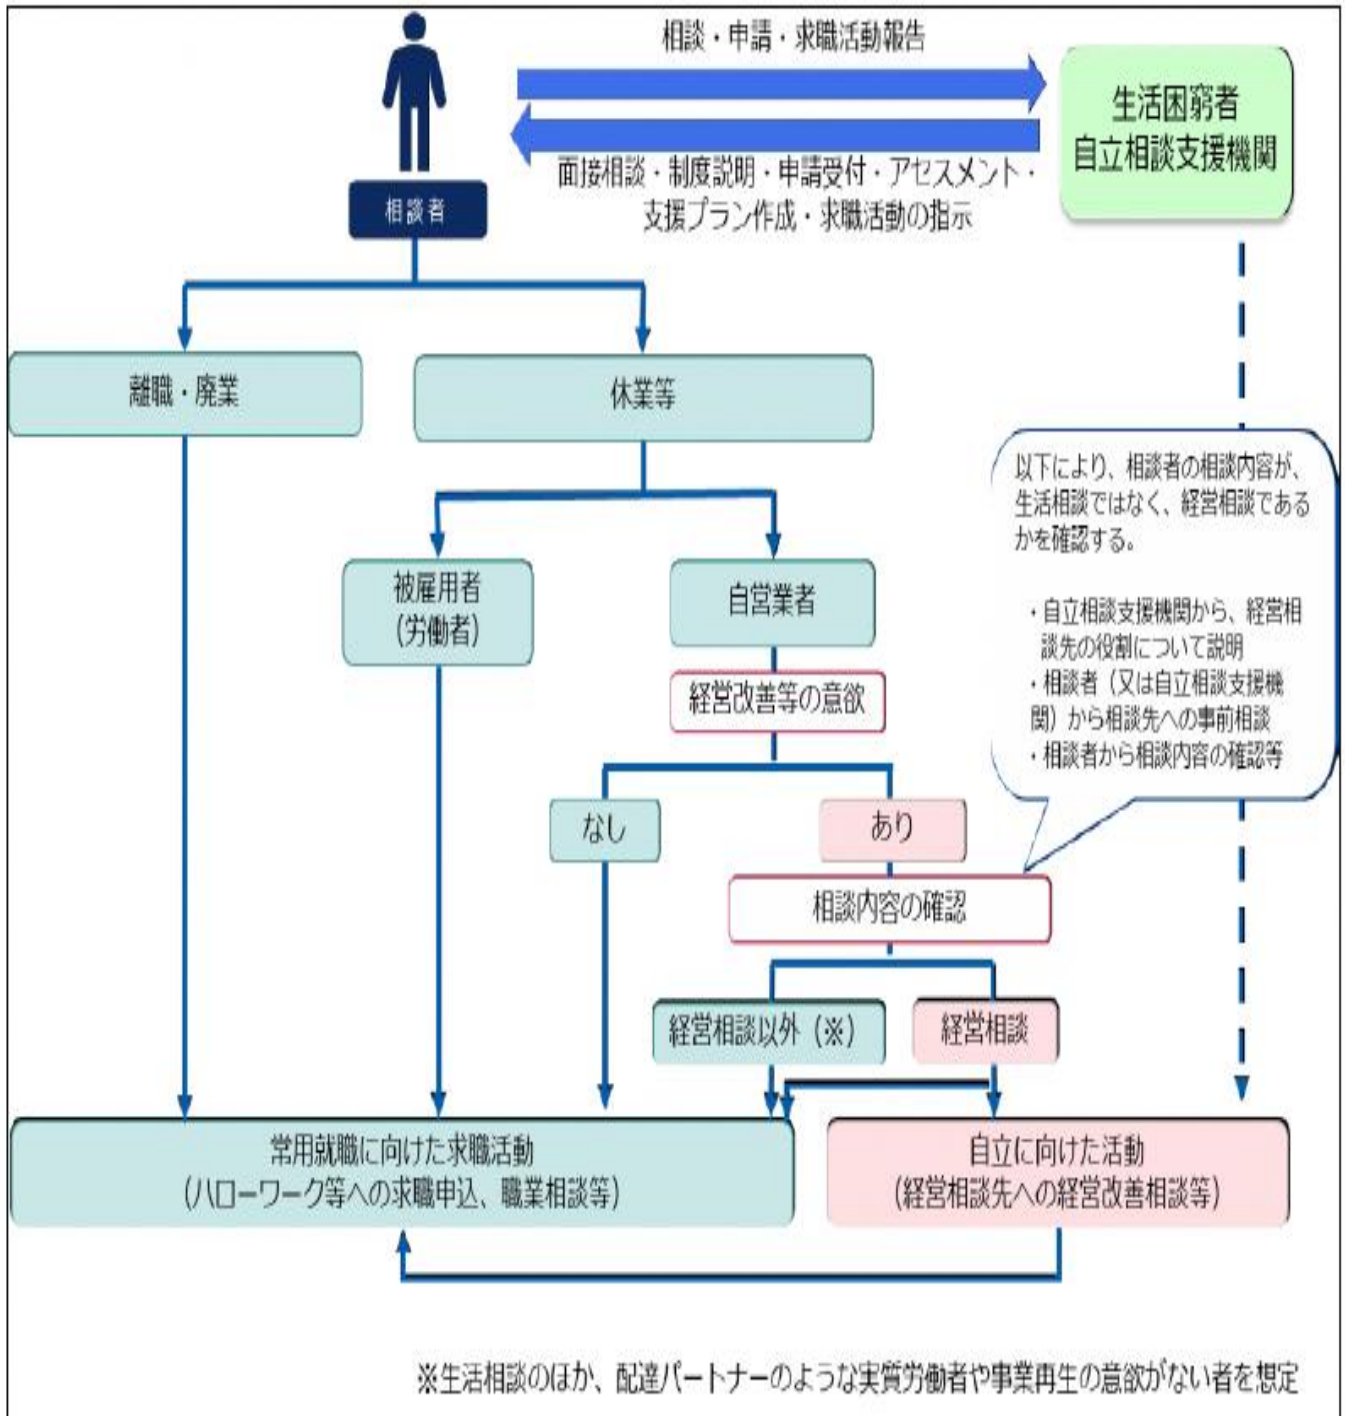 相談・申請・求職活動報告
生活困窮者
自立相談支援機関
面接相談・制度説明・申請受付・アセスメント・
支援プラン作成・求職活動の指示
相談者
離職・廃業
休業等
以下により、相談者の相談内容が、
生活相談ではなく、経営相談である
かを確認する。
・自立相談支援機関から、経営相
談先の役割について説明
・相談者（又は自立相談支援機
関）から相談先への事前相談
・相談者から相談内容の確認等
被雇用者
（労働者）
自営業者
経営改善等の意欲
なし
あり
相談内容の確認
経営相談以外（※）
経営相談
常用就職に向けた求職活動
（ハローワーク等への求職申込、職業相談等）
自立に向けた活動
（経営相談先への経営改善相談等）
※生活相談のほか、配達パートナーのような実質労働者や事業再生の意欲がない者を想定